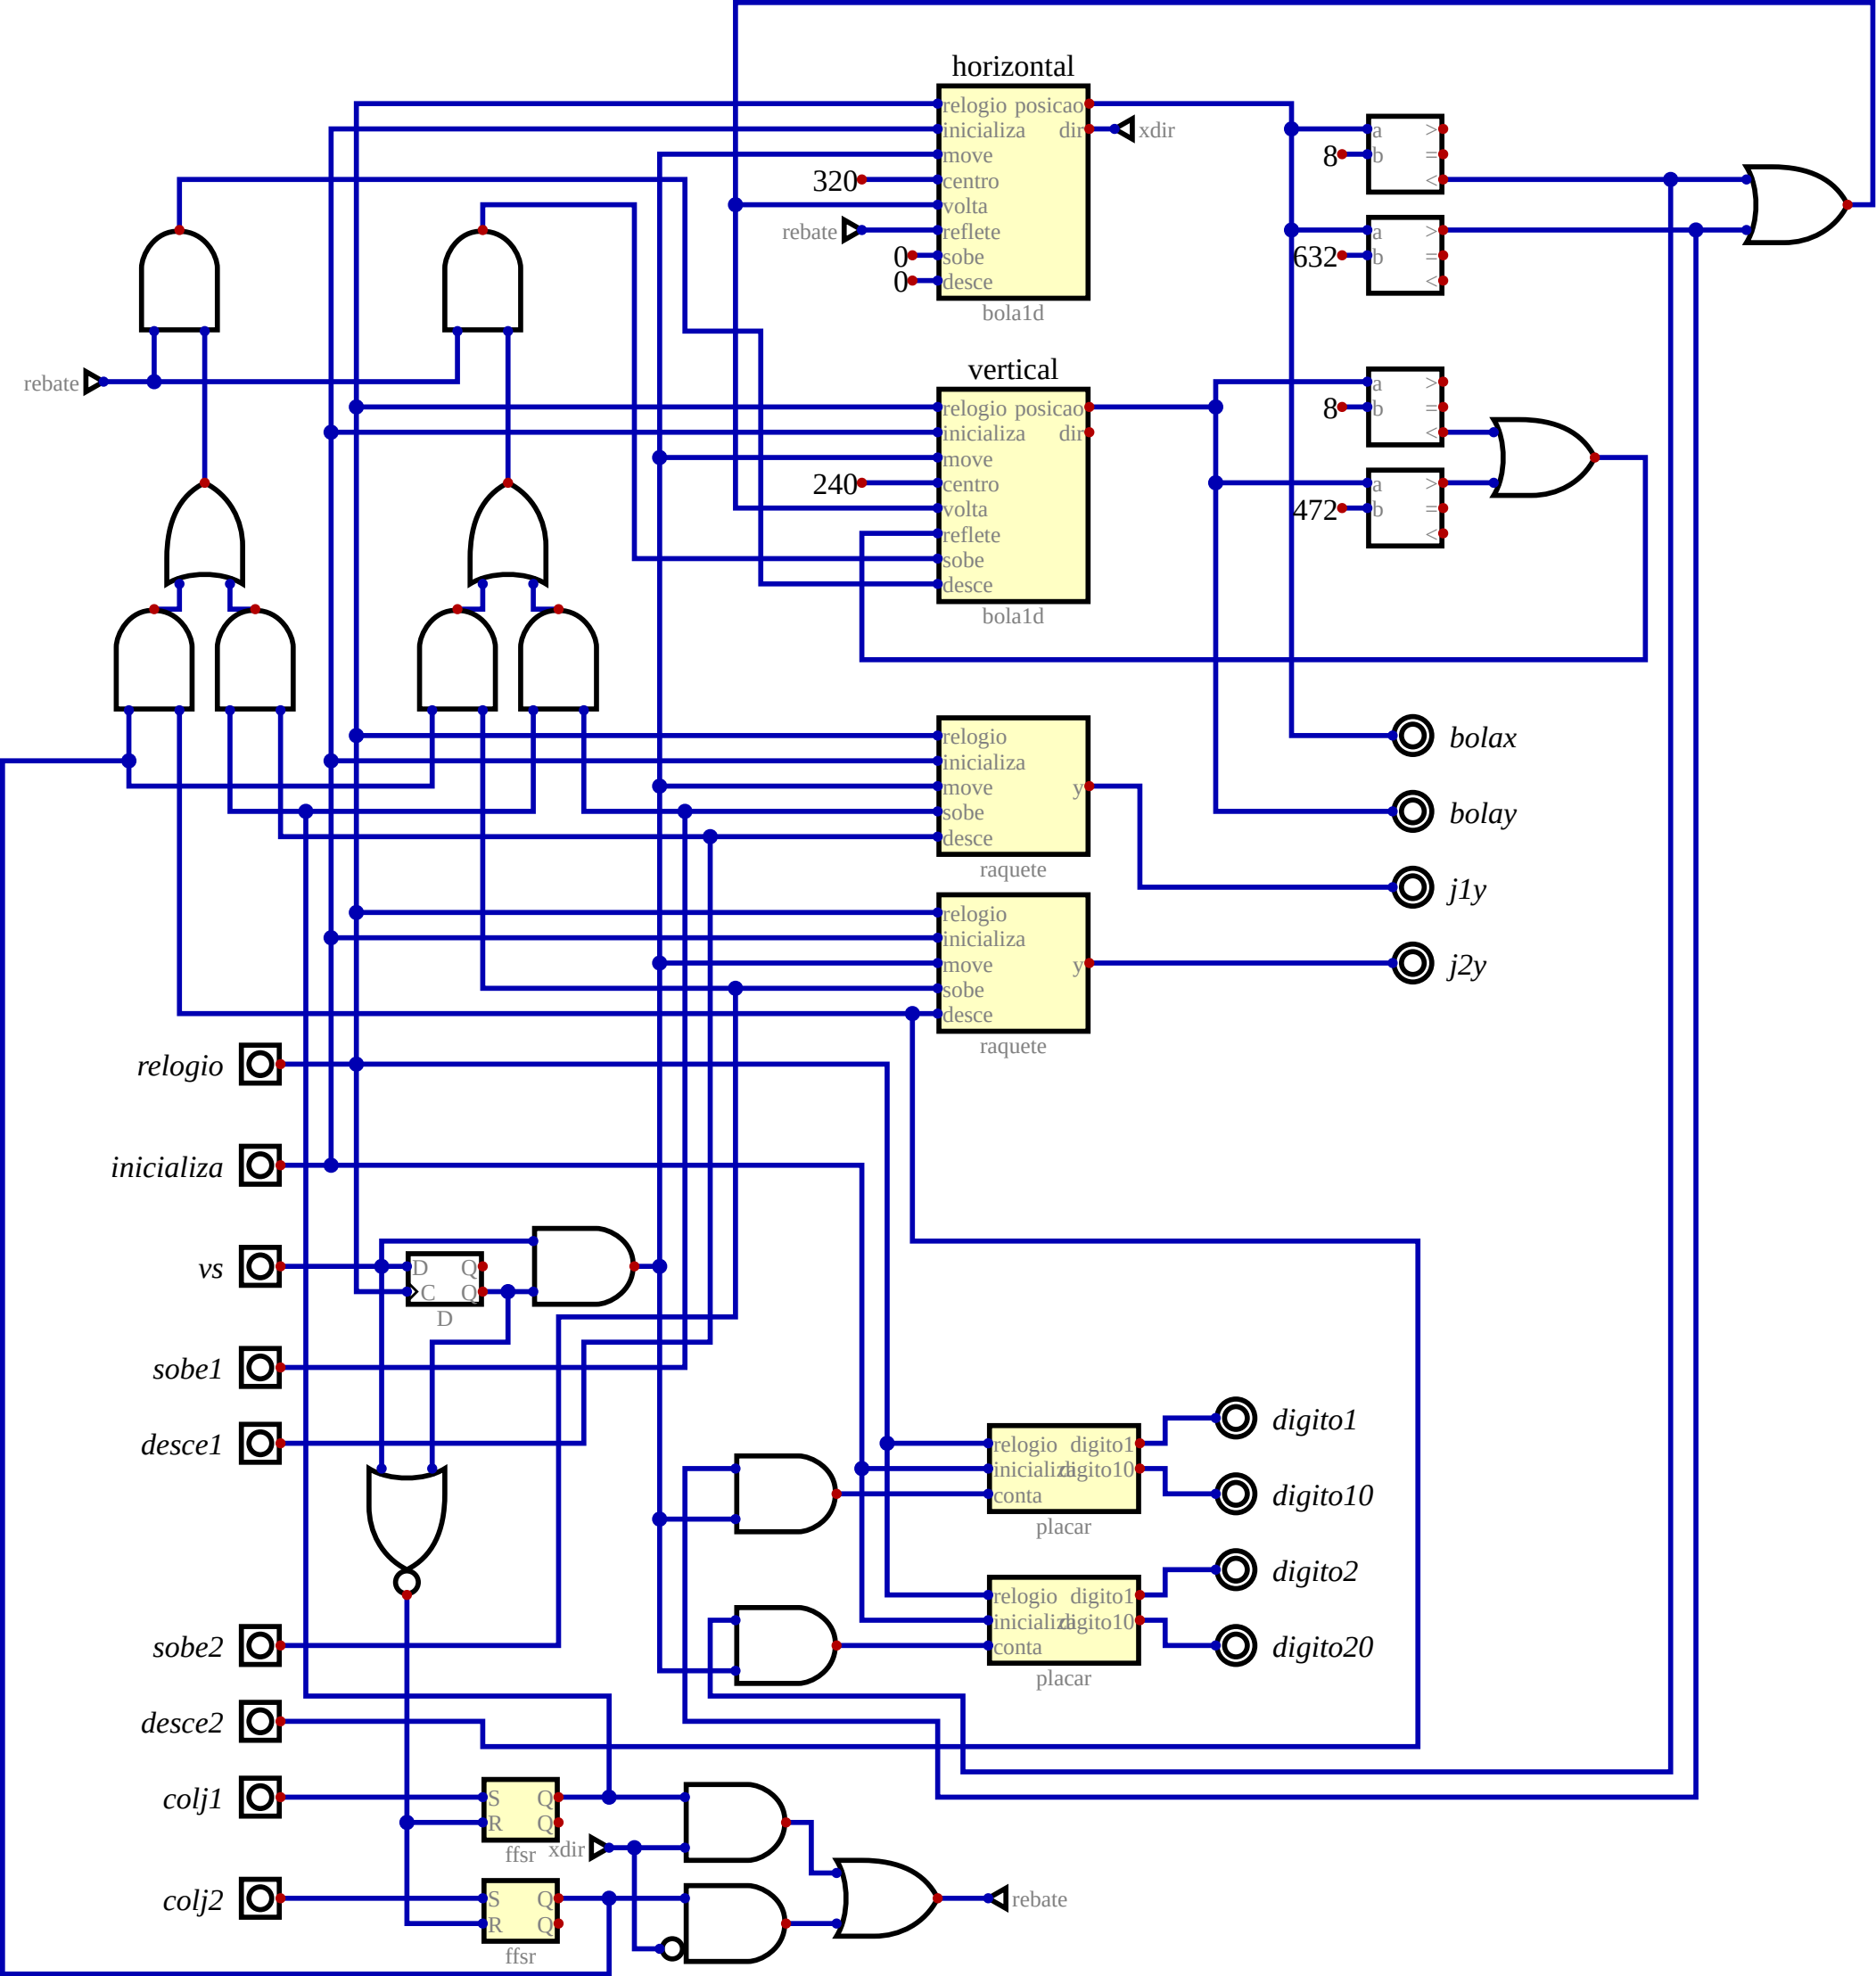 horizontal
relogio posicao
inicializa dir
move
centro
volta
reflete
sobe
desce
bola1d
320
rebate
0
0
xdir
a >
b =
<
8
a >
b =
<
632
rebate
vertical
relogio posicao
inicializa dir
move
centro
volta
reflete
sobe
desce
bola1d
240
a >
b =
<
8
a >
b =
<
472
relogio
inicializa
move y
sobe
desce
raquete
relogio
inicializa
move y
sobe
desce
raquete
bolax
bolay
j1y
j2y
relogio
inicializa
vs
D Q
C Q
D
sobe1
desce1
relogio digito1
inicializa digito10
conta
placar
digito1
digito10
relogio digito1
inicializa digito10
conta
placar
digito2
digito20
sobe2
desce2
colj1
S Q
R Q
ffsr
xdir
colj2
S Q
R Q
ffsr
rebate